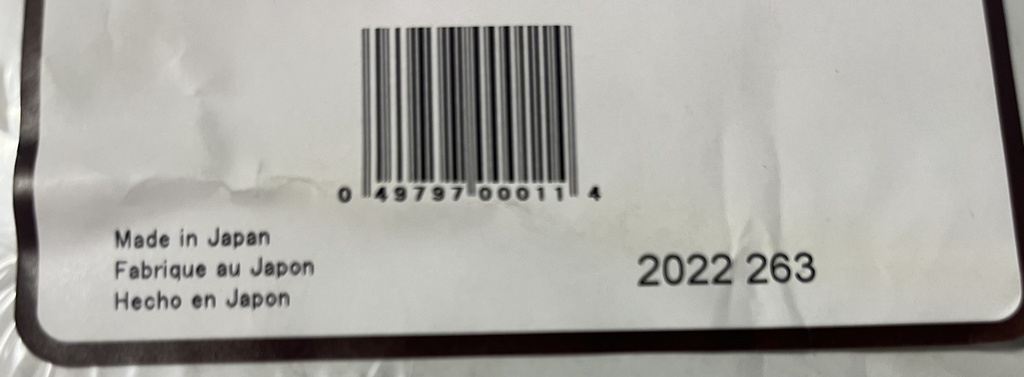 0 49797 00011 4
Made in Japan
Fabrique au Japon
Hecho en Japon
2022 263